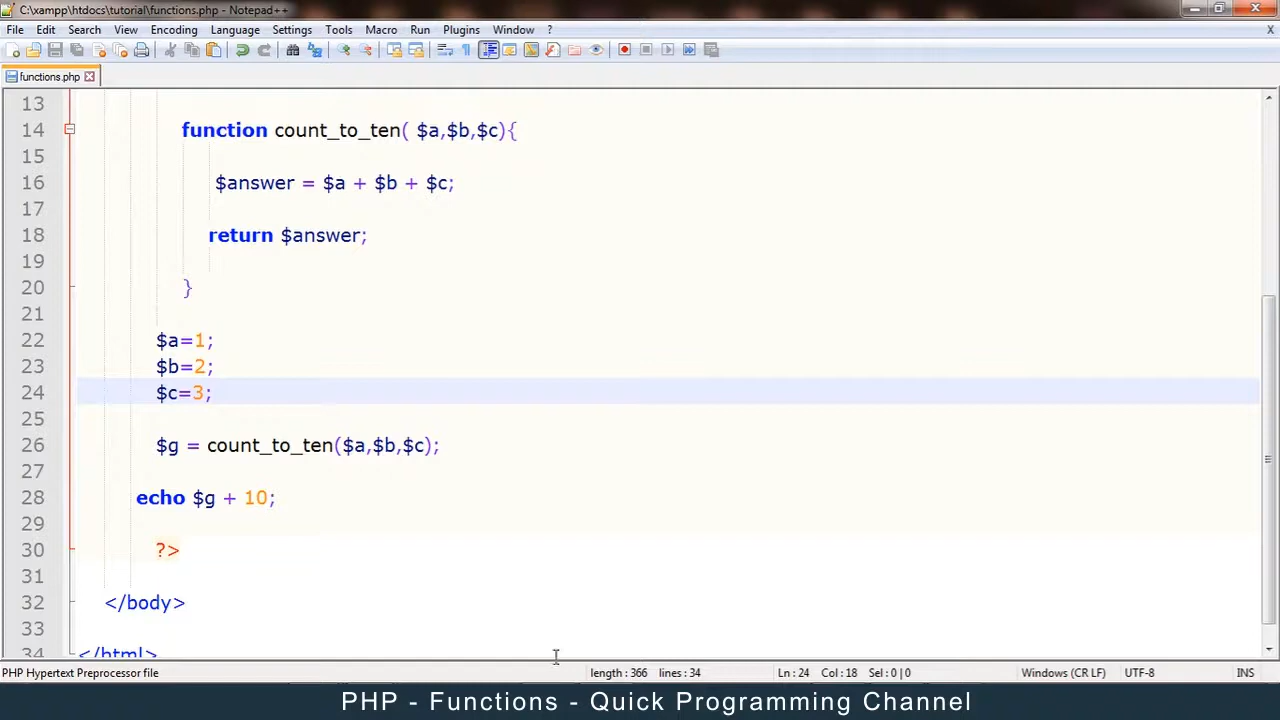 C:\xampp\htdocs\tutorial\functions.php - Notepad++
File Edit Search View Encoding Language Settings Tools Macro Run Plugins Window ? X
functions.php
13
14 function count_to_ten( $a,$b,$c){
15
16 $answer = $a + $b + $c;
17
18 return $answer;
19
20 }
21
22 $a=1;
23 $b=2;
24 $c=3;
25
26 $g = count_to_ten($a,$b,$c);
27
28 echo $g + 10;
29
30 ?>
31
32 </body>
33
34 </html>
PHP Hypertext Preprocessor file length : 366 lines : 34 Ln : 24 Col : 18 Sel : 0 | 0 Windows (CR LF) UTF-8 INS
PHP - Functions - Quick Programming Channel